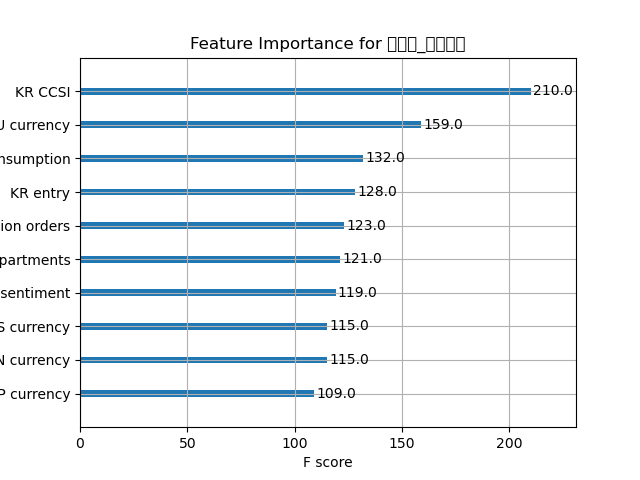 Feature Importance for
KR CCSI
210.0
U currency
159.0
nsumption
132.0
KR entry
128.0
ion orders
123.0
partments
121.0
sentiment
119.0
S currency
115.0
N currency
115.0
P currency
109.0
0 50 100 150 200
F score